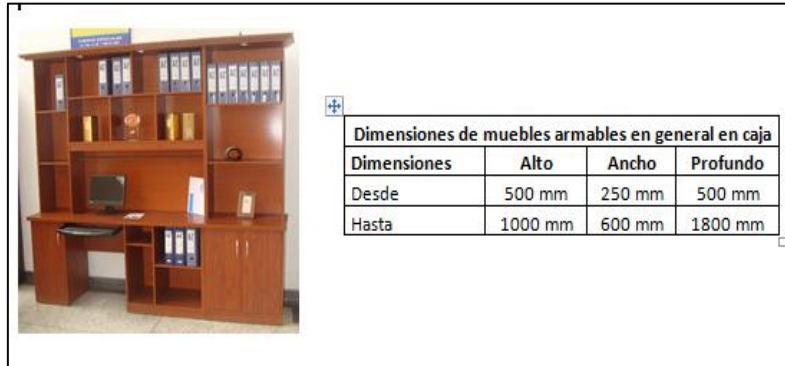 Dimensiones de muebles armables en general en caja
Dimensiones Alto Ancho Profundo
Desde 500 mm 250 mm 500 mm
Hasta 1000 mm 600 mm 1800 mm